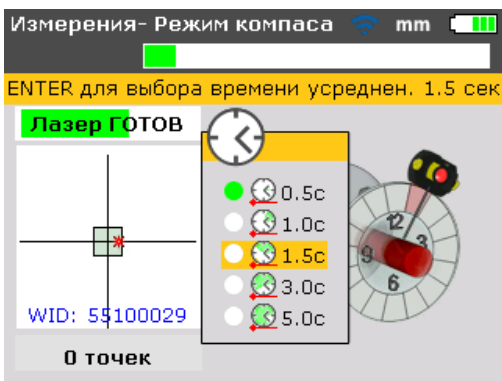 Измерения- Режим компаса mm
ENTER для выбора времени усреднен. 1.5 сек
Лазер ГОТОВ
0.5с
1.0с
1.5с
3.0с
5.0с
12
3
6
9
WID: 55100029
0 точек